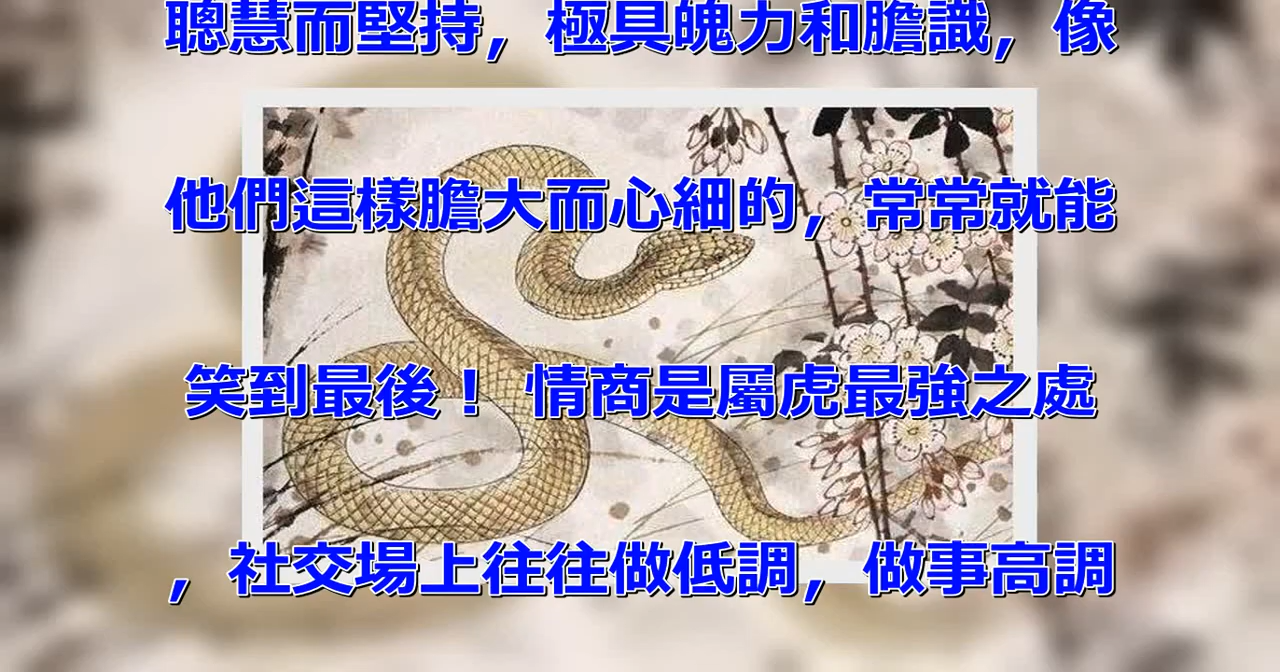 聰慧而堅持，極具魄力和膽識，像
他們這樣膽大而心細的，常常就能
笑到最後！ 情商是屬虎最強之處
，社交場上往往做低調，做事高調